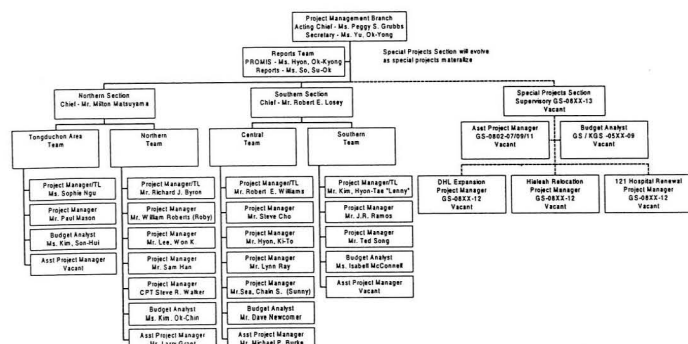 Project Management Branch
Acting Chief - Ms. Peggy S. Grubbs
Secretary - Ms. Yu, Ok-Yong
Reports Team
PROMIS - Ms. Hyon, Ok-Kyong
Reports - Ms. So, Su-Ok
Special Projects Section will evolve
as special projects materalize
Northern Section
Chief - Mr. Milton Matsuyama
Southern Section
Chief - Mr. Robert E. Losey
Special Projects Section
Supervisory GS-08XX-13
Vacant
Tongduchon Area
Team
Northern
Team
Central
Team
Southern
Team
Asst Project Manager
GS-0802-07/09/11
Vacant
Budget Analyst
GS / KGS -05XX-09
Vacant
Project Manager/TL
Ms. Sophie Ngu
Project Manager
Mr. Paul Mason
Budget Analyst
Ms. Kim, Son-Hui
Asst Project Manager
Vacant
Project Manager/TL
Mr. Richard J. Byron
Project Manager
Mr. William Roberts (Roby)
Project Manager
Mr. Lee, Won K
Project Manager
Mr. Sam Han
Project Manager
CPT Steve R. Walker
Budget Analyst
Ms. Kim, Ok-Chin
Asst Project Manager
Mr. Larry Grant
Project Manager/TL
Mr. Robert E. Williams
Project Manager
Mr. Steve Cho
Project Manager
Mr. Hyon, Ki-To
Project Manager
Mr. Lynn Ray
Project Manager
Mr.Sea, Chain S. (Sunny)
Budget Analyst
Mr. Dave Newcomer
Asst Project Manager
Mr. Michael P. Burke
Project Manager/TL
Mr. Kim, Hyon-Tae "Lenny"
Project Manager
Mr. J.R. Ramos
Project Manager
Mr. Ted Song
Budget Analyst
Ms. Isabell McConnell
Asst Project Manager
Vacant
DHL Expansion
Project Manager
GS-08XX-12
Vacant
Hialeah Relocation
Project Manager
GS-08XX-12
Vacant
121 Hospital Renewal
Project Manager
GS-08XX-12
Vacant